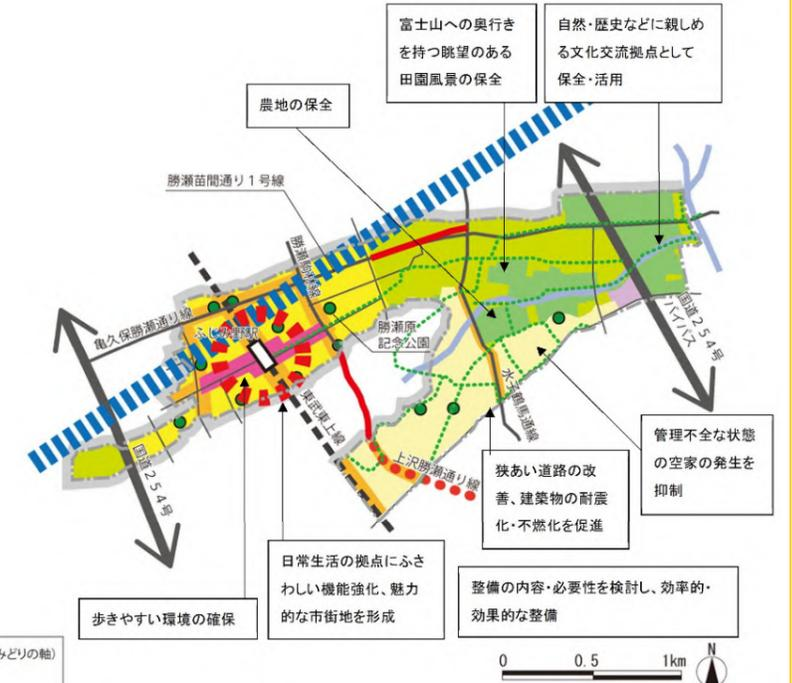 富士山への奥行き
を持つ眺望のある
田園風景の保全
自然・歴史などに親しめ
る文化交流拠点として
保全・活用
農地の保全
勝瀬苗間通り１号線
勝瀬駒林線
亀久保勝瀬通り線
ふじみ野駅
勝瀬原
記念公園
国道２５４号
バイパス
東武東上線
水子鶴馬通線
国道２５４号
上沢勝瀬通り線
管理不全な状態
の空家の発生を
抑制
狭あい道路の改
善、建築物の耐震
化・不燃化を促進
日常生活の拠点にふさ
わしい機能強化、魅力
的な市街地を形成
歩きやすい環境の確保
整備の内容・必要性を検討し、効率的・
効果的な整備
みどりの軸）
0 0.5 1km
N